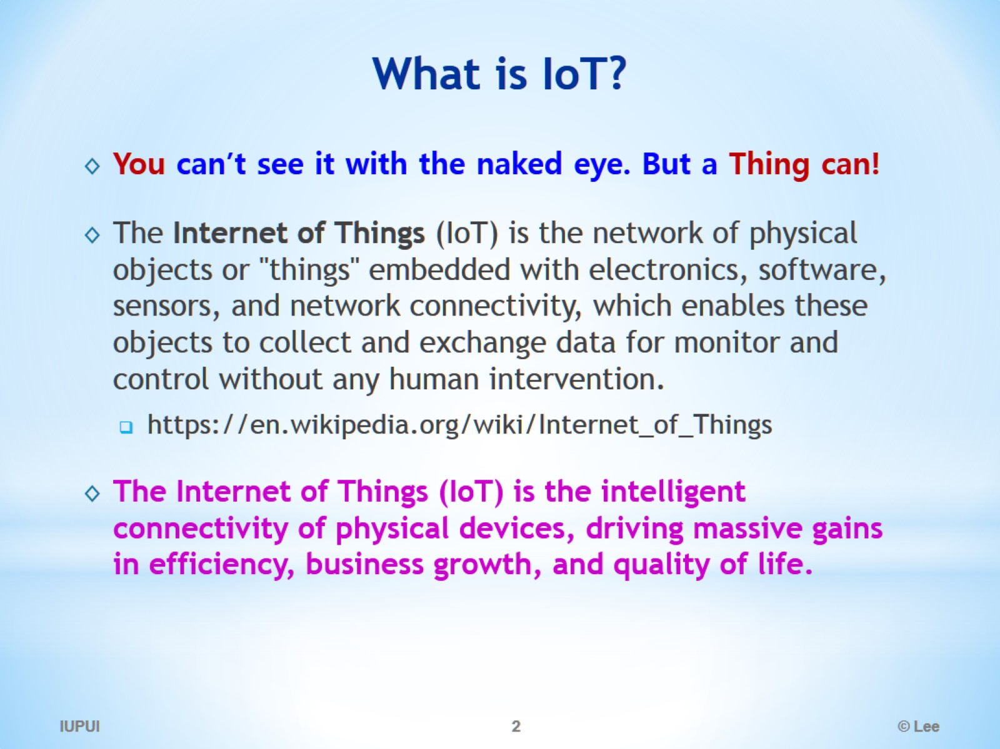 What is IoT?
◇ You can’t see it with the naked eye. But a Thing can!
◇ The Internet of Things (IoT) is the network of physical
objects or "things" embedded with electronics, software,
sensors, and network connectivity, which enables these
objects to collect and exchange data for monitor and
control without any human intervention.
❑ https://en.wikipedia.org/wiki/Internet_of_Things
◇ The Internet of Things (IoT) is the intelligent
connectivity of physical devices, driving massive gains
in efficiency, business growth, and quality of life.
IUPUI 2 © Lee